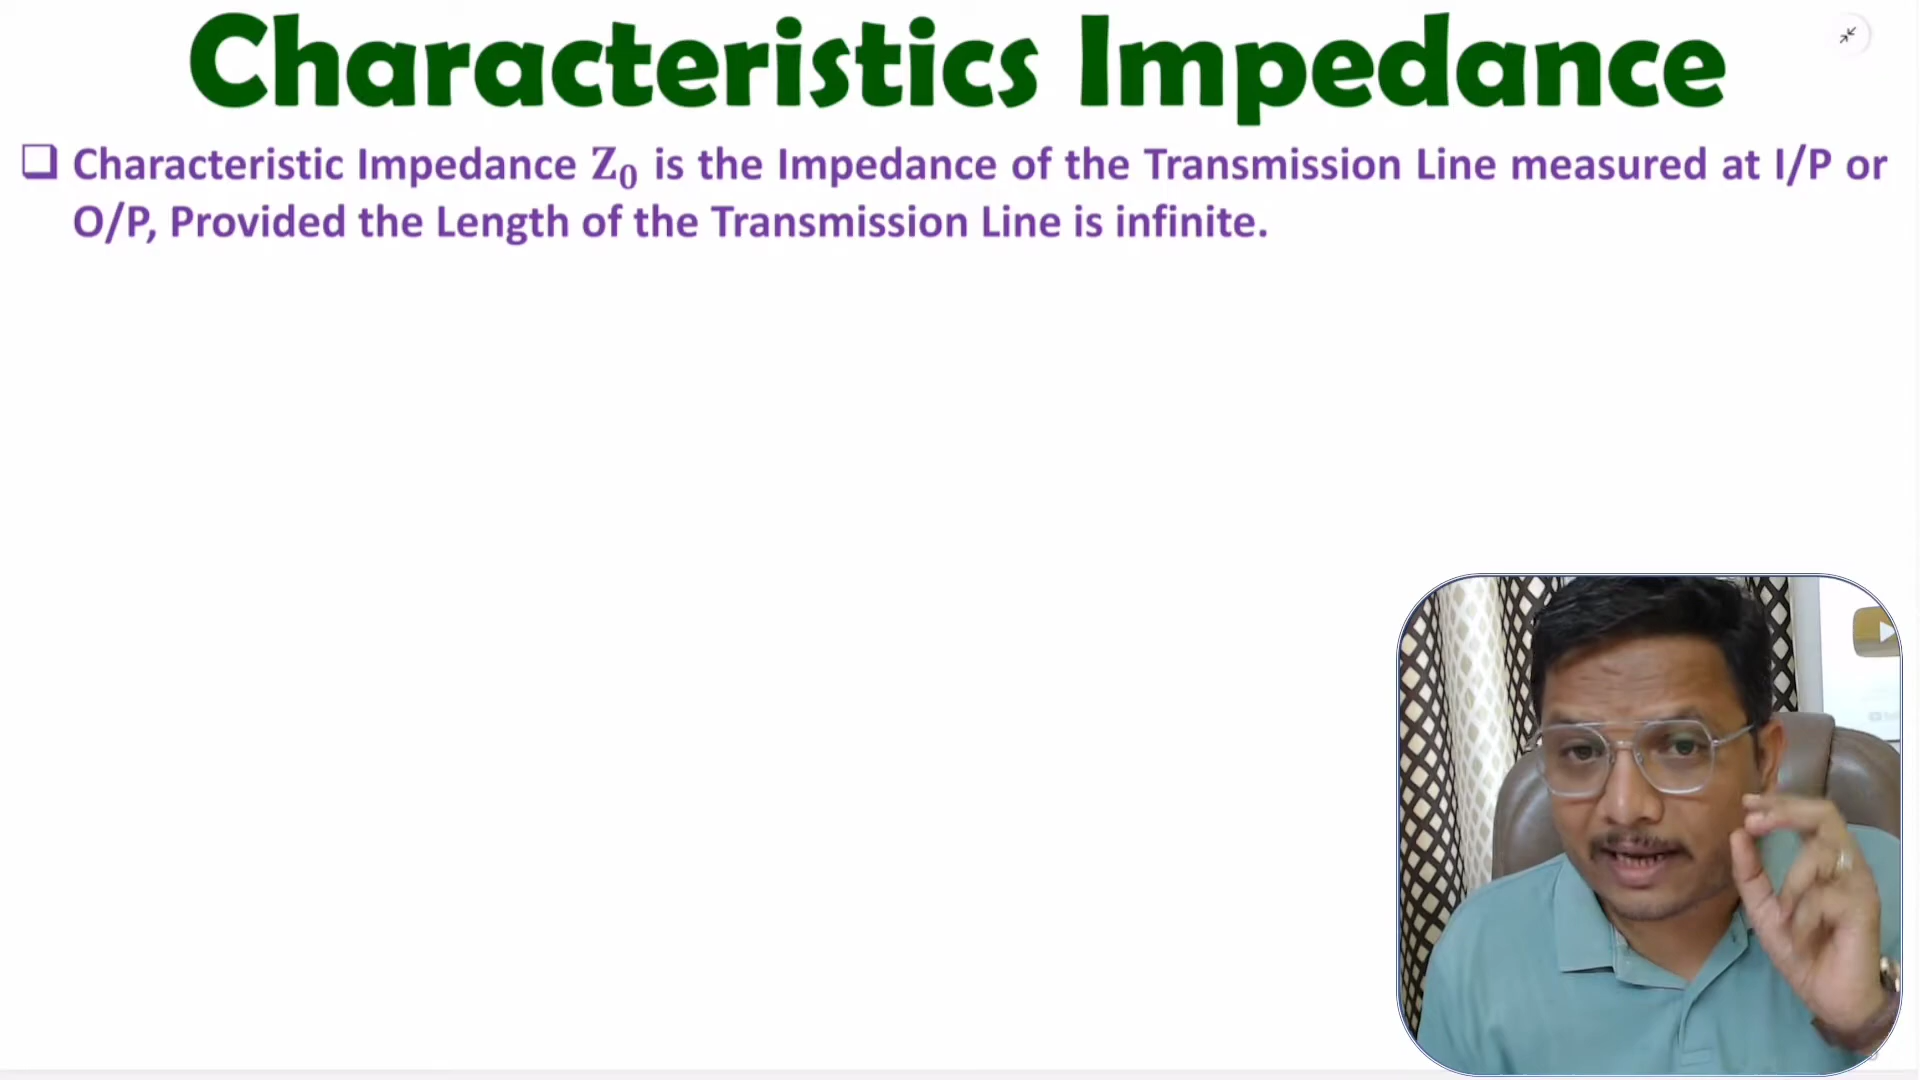 Characteristics Impedance
❑ Characteristic Impedance Z₀ is the Impedance of the Transmission Line measured at I/P or
O/P, Provided the Length of the Transmission Line is infinite.